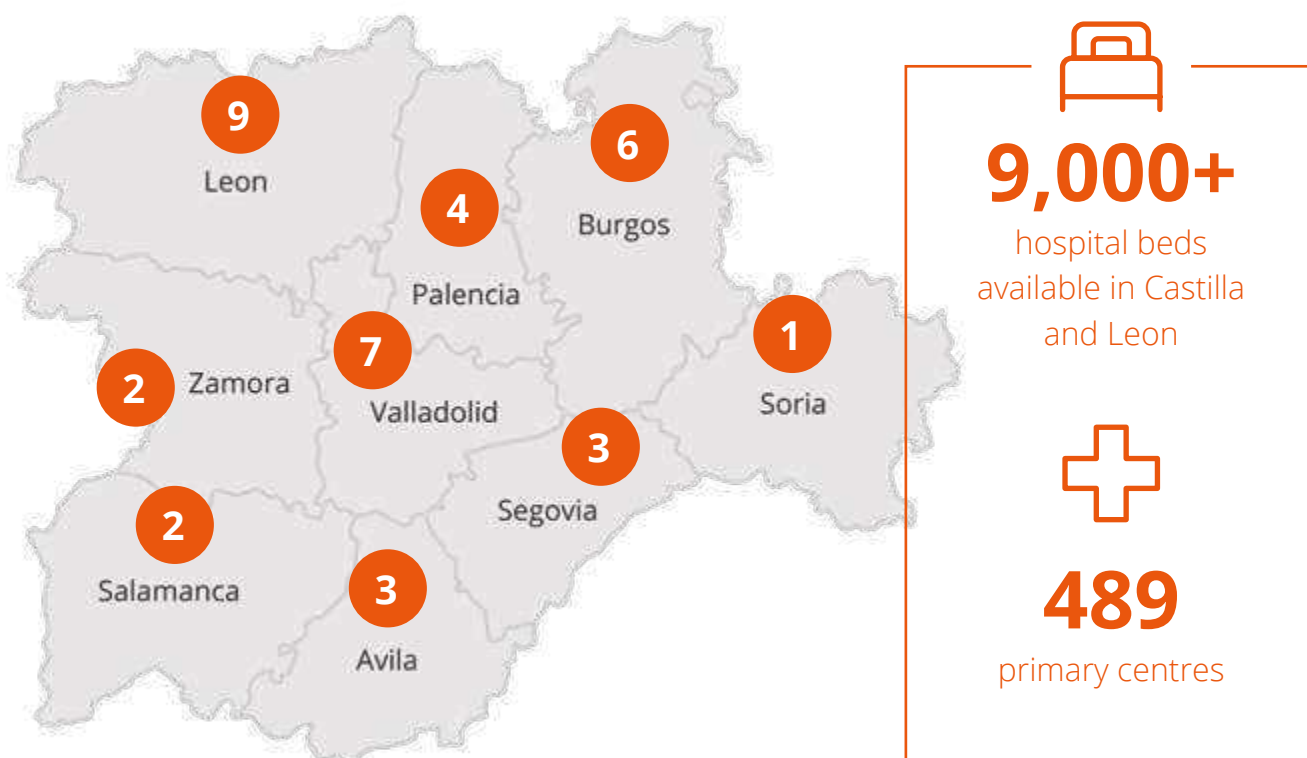 9
Leon
4
Palencia
6
Burgos
2
Zamora
7
Valladolid
1
Soria
3
Segovia
2
Salamanca
3
Avila
9,000+
hospital beds
available in Castilla
and Leon
489
primary centres